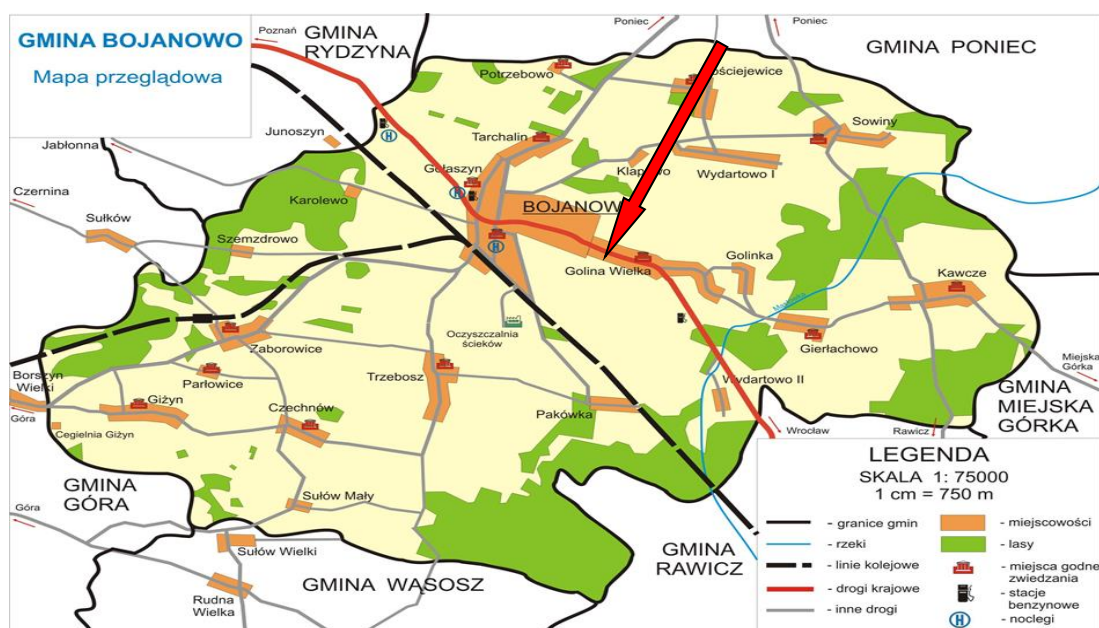 GMINA BOJANOWO
Mapa przeglądowa
Poznań
GMINA
RYDZYNA
Poniec
Poniec
GMINA PONIEC
Potrzebowo
Junoszyn
Jabłonna
Tarchalin
Sowiny
Gołaszyn
Wydartowo I
Czernina
Karolewo
Sułków
Szemzdrowo
Golina Wielka
Golinka
Kawcze
Masłówka
Oczyszczalnia
ścieków
Gierłachowo
Zaborowice
Borszyn
Wielki
Parłowice
Trzebosz
Wydartowo II
Miejska
Górka
Giżyn
Góra
Czechnów
Pakówka
GMINA
MIEJSKA
GÓRKA
Cegielnia Giżyn
Wrocław
Rawicz
GMINA
GÓRA
Góra
Sułów Mały
Sułów Wielki
GMINA WĄSOSZ
Rudna
Wielka
GMINA
RAWICZ
LEGENDA
SKALA 1: 75000
1 cm = 750 m
- granice gmin
- miejscowości
- rzeki
- lasy
- linie kolejowe
- miejsca godne
zwiedzania
- drogi krajowe
- stacje
benzynowe
- inne drogi
H
- noclegi
H
H
H